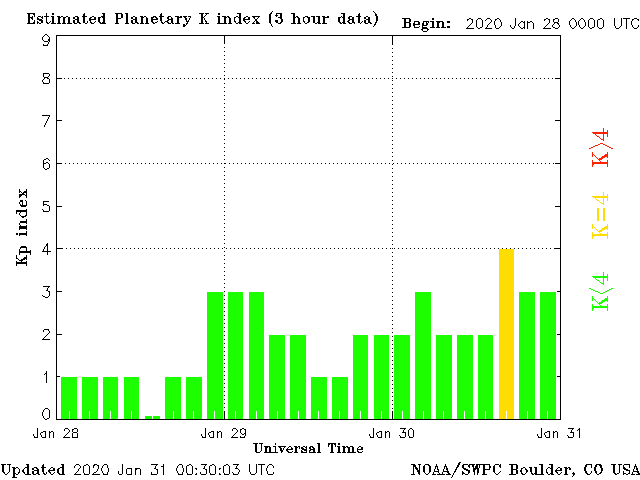 Estimated Planetary K index (3 hour data)
Begin: 2020 Jan 28 0000 UTC
9
8
7
6
5
4
3
2
1
0
Kp index
K>4
K=4
K<4
Jan 28
Jan 29
Jan 30
Jan 31
Universal Time
Updated 2020 Jan 31 00:30:03 UTC
NOAA/SWPC Boulder, CO USA